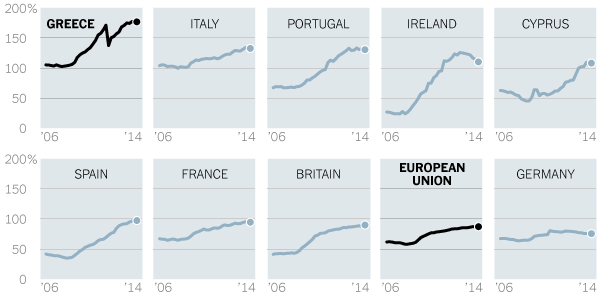 200%
GREECE ITALY PORTUGAL IRELAND CYPRUS
150
100
50
0
'06 '14 '06 '14 '06 '14 '06 '14 '06 '14
200%
SPAIN FRANCE BRITAIN EUROPEAN UNION GERMANY
150
100
50
0
'06 '14 '06 '14 '06 '14 '06 '14 '06 '14